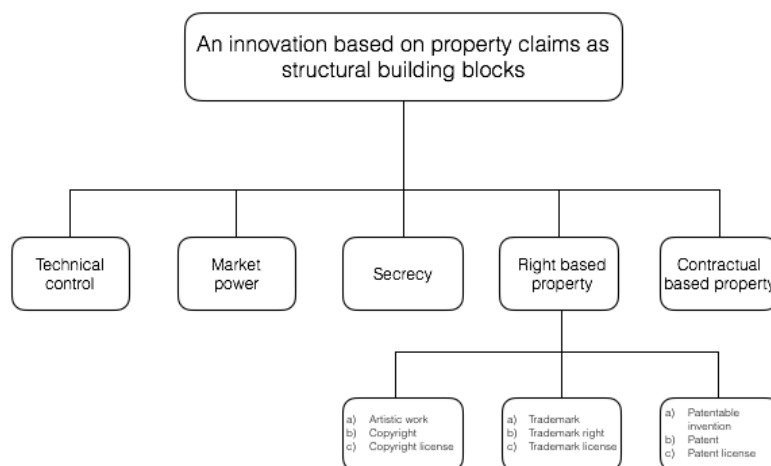 An innovation based on property claims as
structural building blocks
Technical
control
Market
power
Secrecy
Right based
property
Contractual
based property
a) Artistic work
b) Copyright
c) Copyright license
a) Trademark
b) Trademark right
c) Trademark license
a) Patentable
invention
b) Patent
c) Patent license